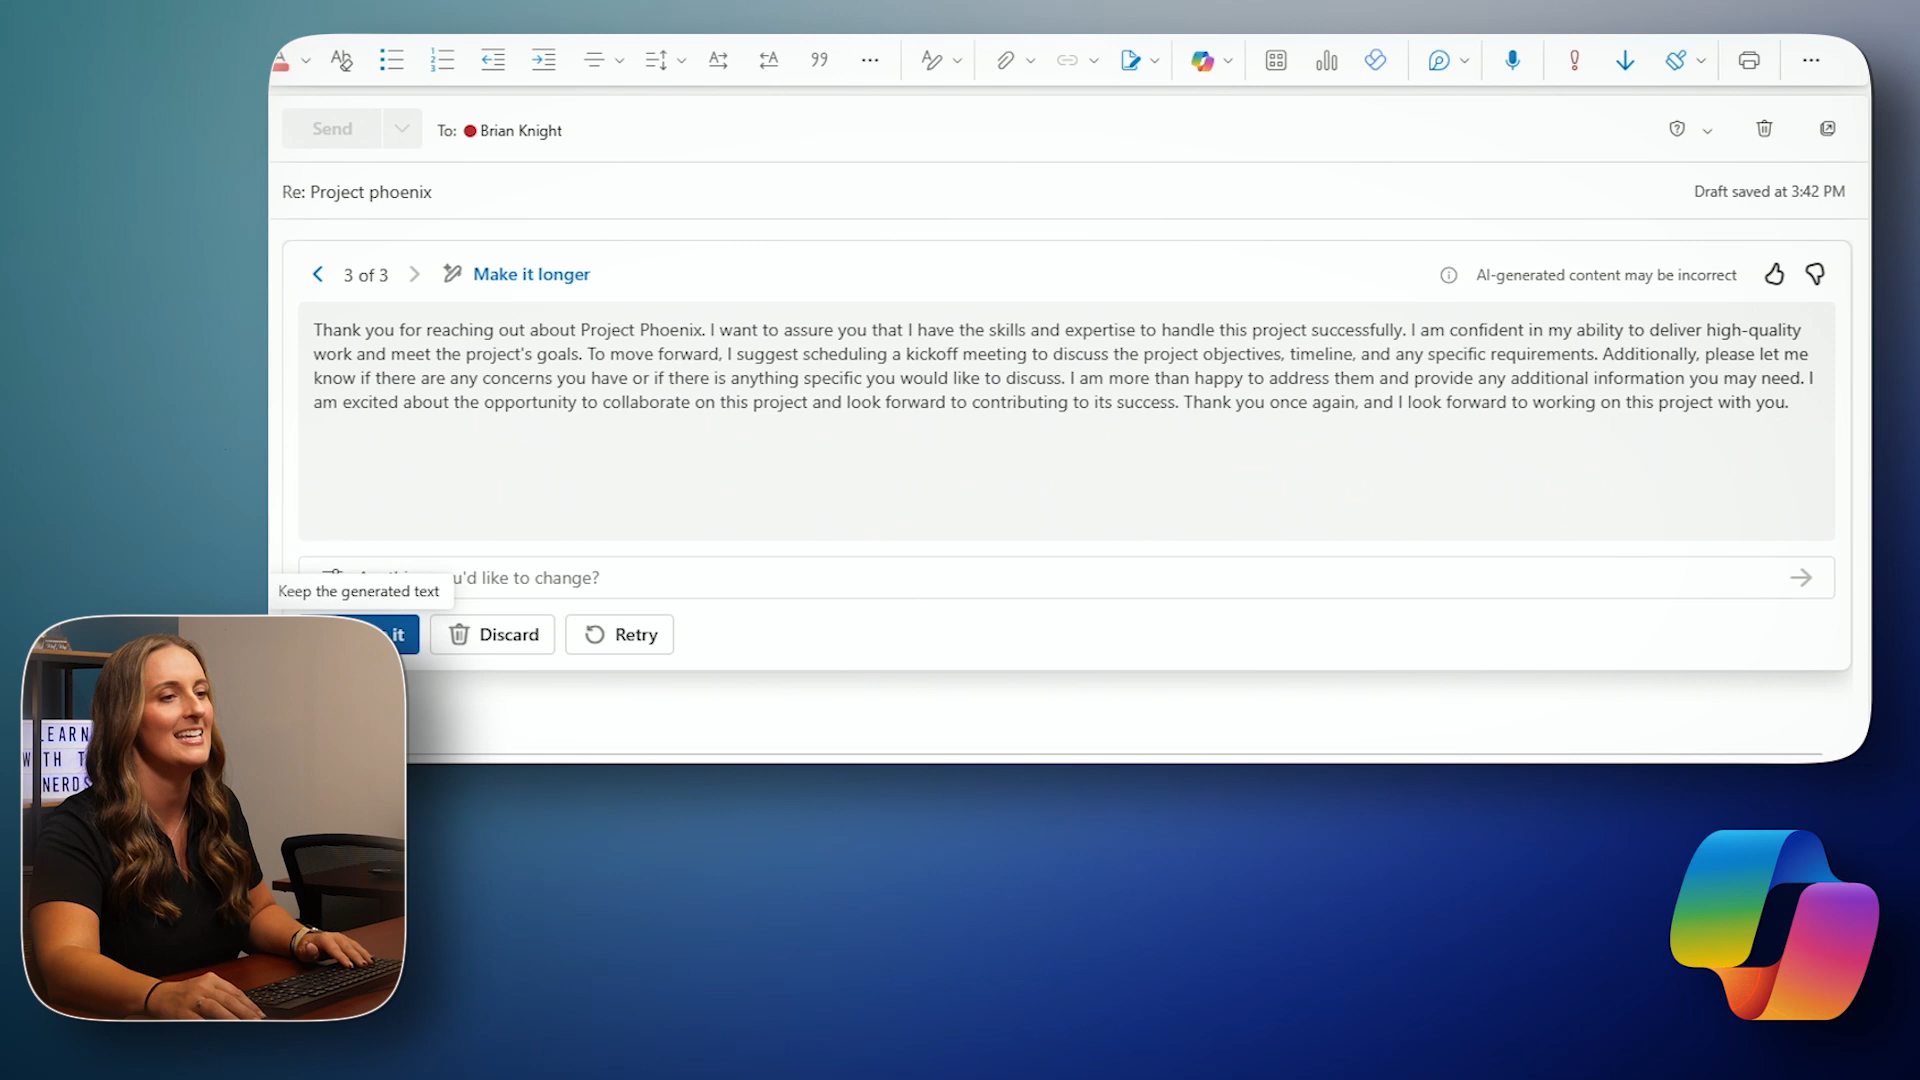 Send
To: Brian Knight
Re: Project phoenix
Draft saved at 3:42 PM
3 of 3
Make it longer
AI-generated content may be incorrect
Thank you for reaching out about Project Phoenix. I want to assure you that I have the skills and expertise to handle this project successfully. I am confident in my ability to deliver high-quality
work and meet the project's goals. To move forward, I suggest scheduling a kickoff meeting to discuss the project objectives, timeline, and any specific requirements. Additionally, please let me
know if there are any concerns you have or if there is anything specific you would like to discuss. I am more than happy to address them and provide any additional information you may need. I
am excited about the opportunity to collaborate on this project and look forward to contributing to its success. Thank you once again, and I look forward to working on this project with you.
u'd like to change?
Keep the generated text
it
Discard
Retry
LEARN
WITH T
NERDS